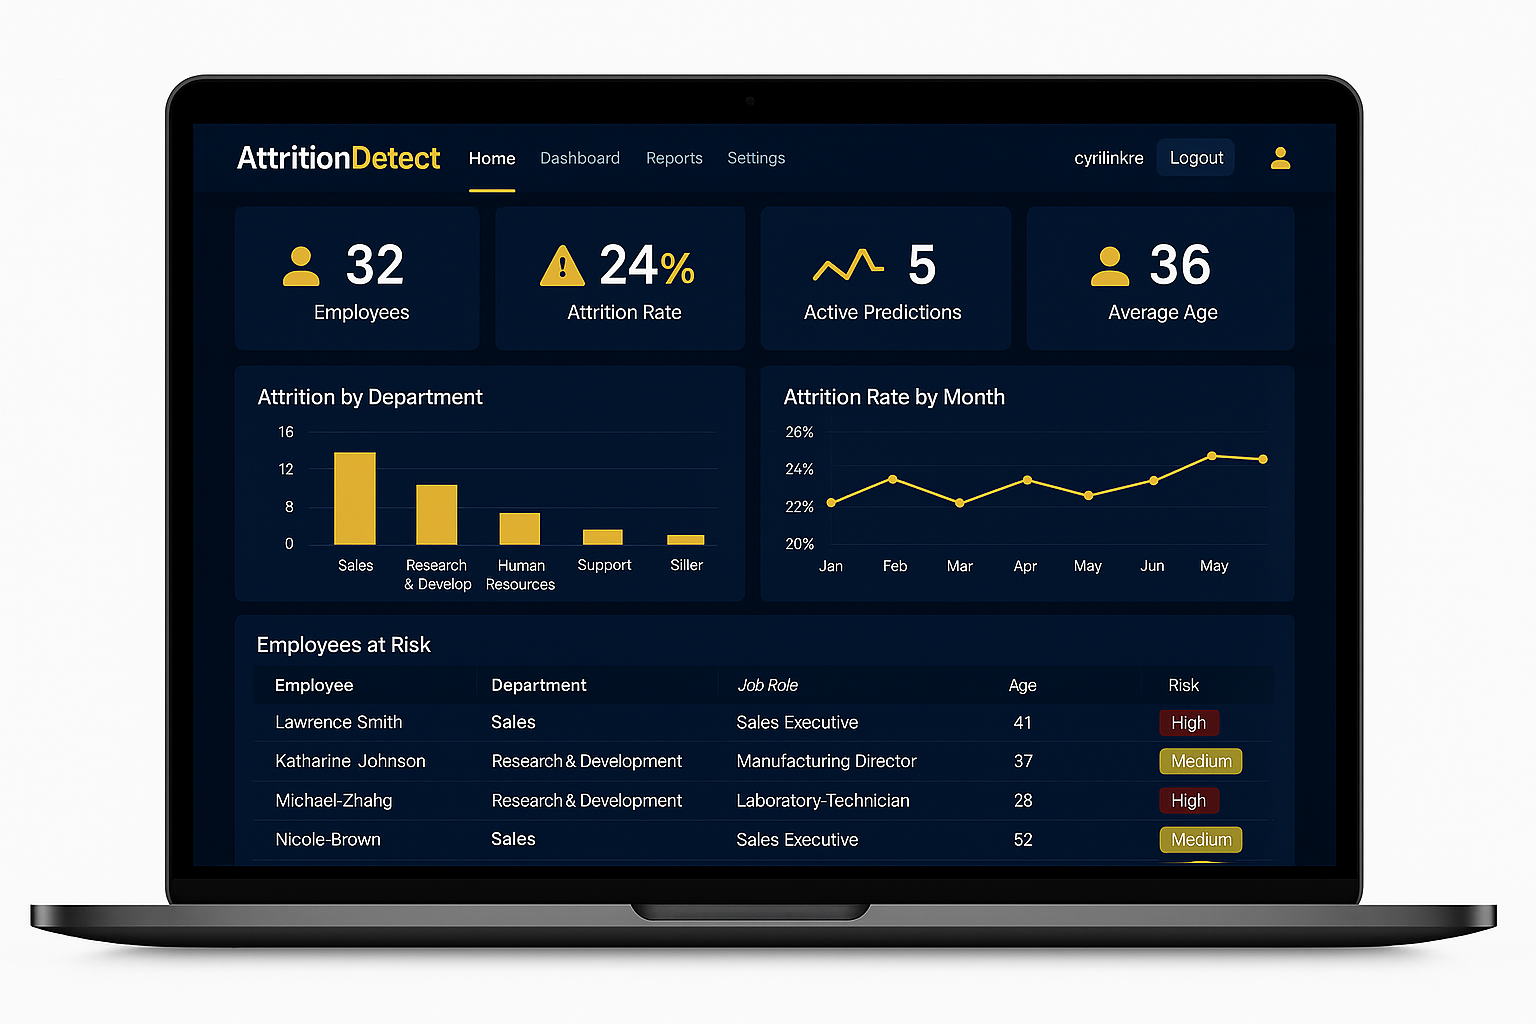 AttritionDetect Home Dashboard Reports Settings cyrilinkre Logout
32
Employees
24%
Attrition Rate
5
Active Predictions
36
Average Age
Attrition by Department
16
12
8
0
Sales
Research
& Develop
Human
Resources
Support
Siller
Attrition Rate by Month
26%
24%
22%
20%
Jan Feb Mar Apr May Jun May
Employees at Risk
Employee Department Job Role Age Risk
Lawrence Smith Sales Sales Executive 41 High
Katharine Johnson Research & Development Manufacturing Director 37 Medium
Michael-Zhahg Research & Development Laboratory-Technician 28 High
Nicole-Brown Sales Sales Executive 52 Medium